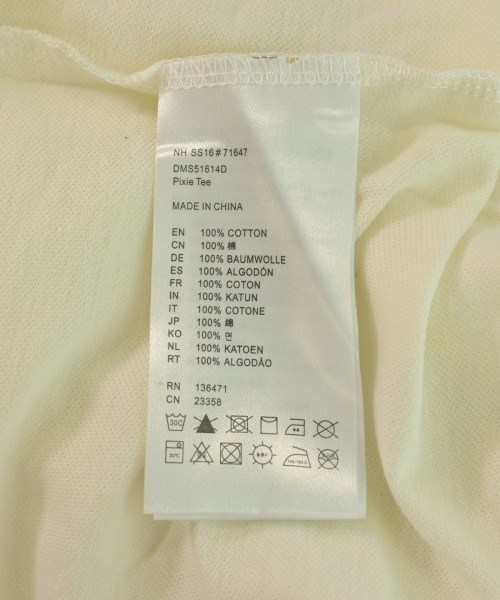 NH SS16 # 71647
DMS51614D
Pixie Tee
MADE IN CHINA
EN 100% COTTON
CN 100% 棉
DE 100% BAUMWOLLE
ES 100% ALGODÓN
FR 100% COTON
IN 100% KATUN
IT 100% COTONE
JP 100% 綿
KO 100% 면
NL 100% KATOEN
RT 100% ALGODÃO
RN 136471
CN 23358
30C
30℃